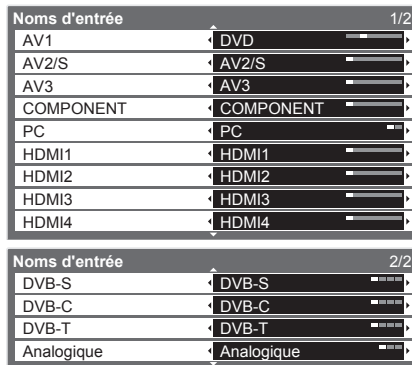 Noms d'entrée 1/2
AV1 DVD
AV2/S AV2/S
AV3 AV3
COMPONENT COMPONENT
PC PC
HDMI1 HDMI1
HDMI2 HDMI2
HDMI3 HDMI3
HDMI4 HDMI4
Noms d'entrée 2/2
DVB-S DVB-S
DVB-C DVB-C
DVB-T DVB-T
Analogique Analogique